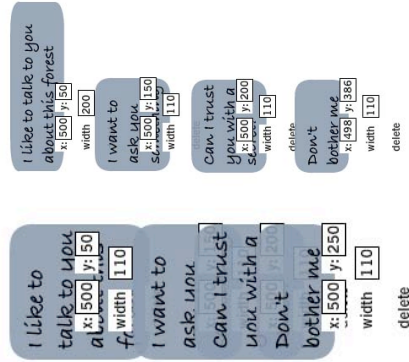 I like to
talk to you
x: 500 y: 50
width 110
I want to
ask you
Can I trust
you with a
Don't
bother me
x: 500 y: 250
width 110
delete
I like to talk to you
about this forest
x: 500 y: 50
width 200
I want to
ask you
x: 500 y: 150
width 110
delete
Can I trust
you with a
x: 500 y: 200
width 110
delete
Don't
bother me
x: 498 y: 386
width 110
delete